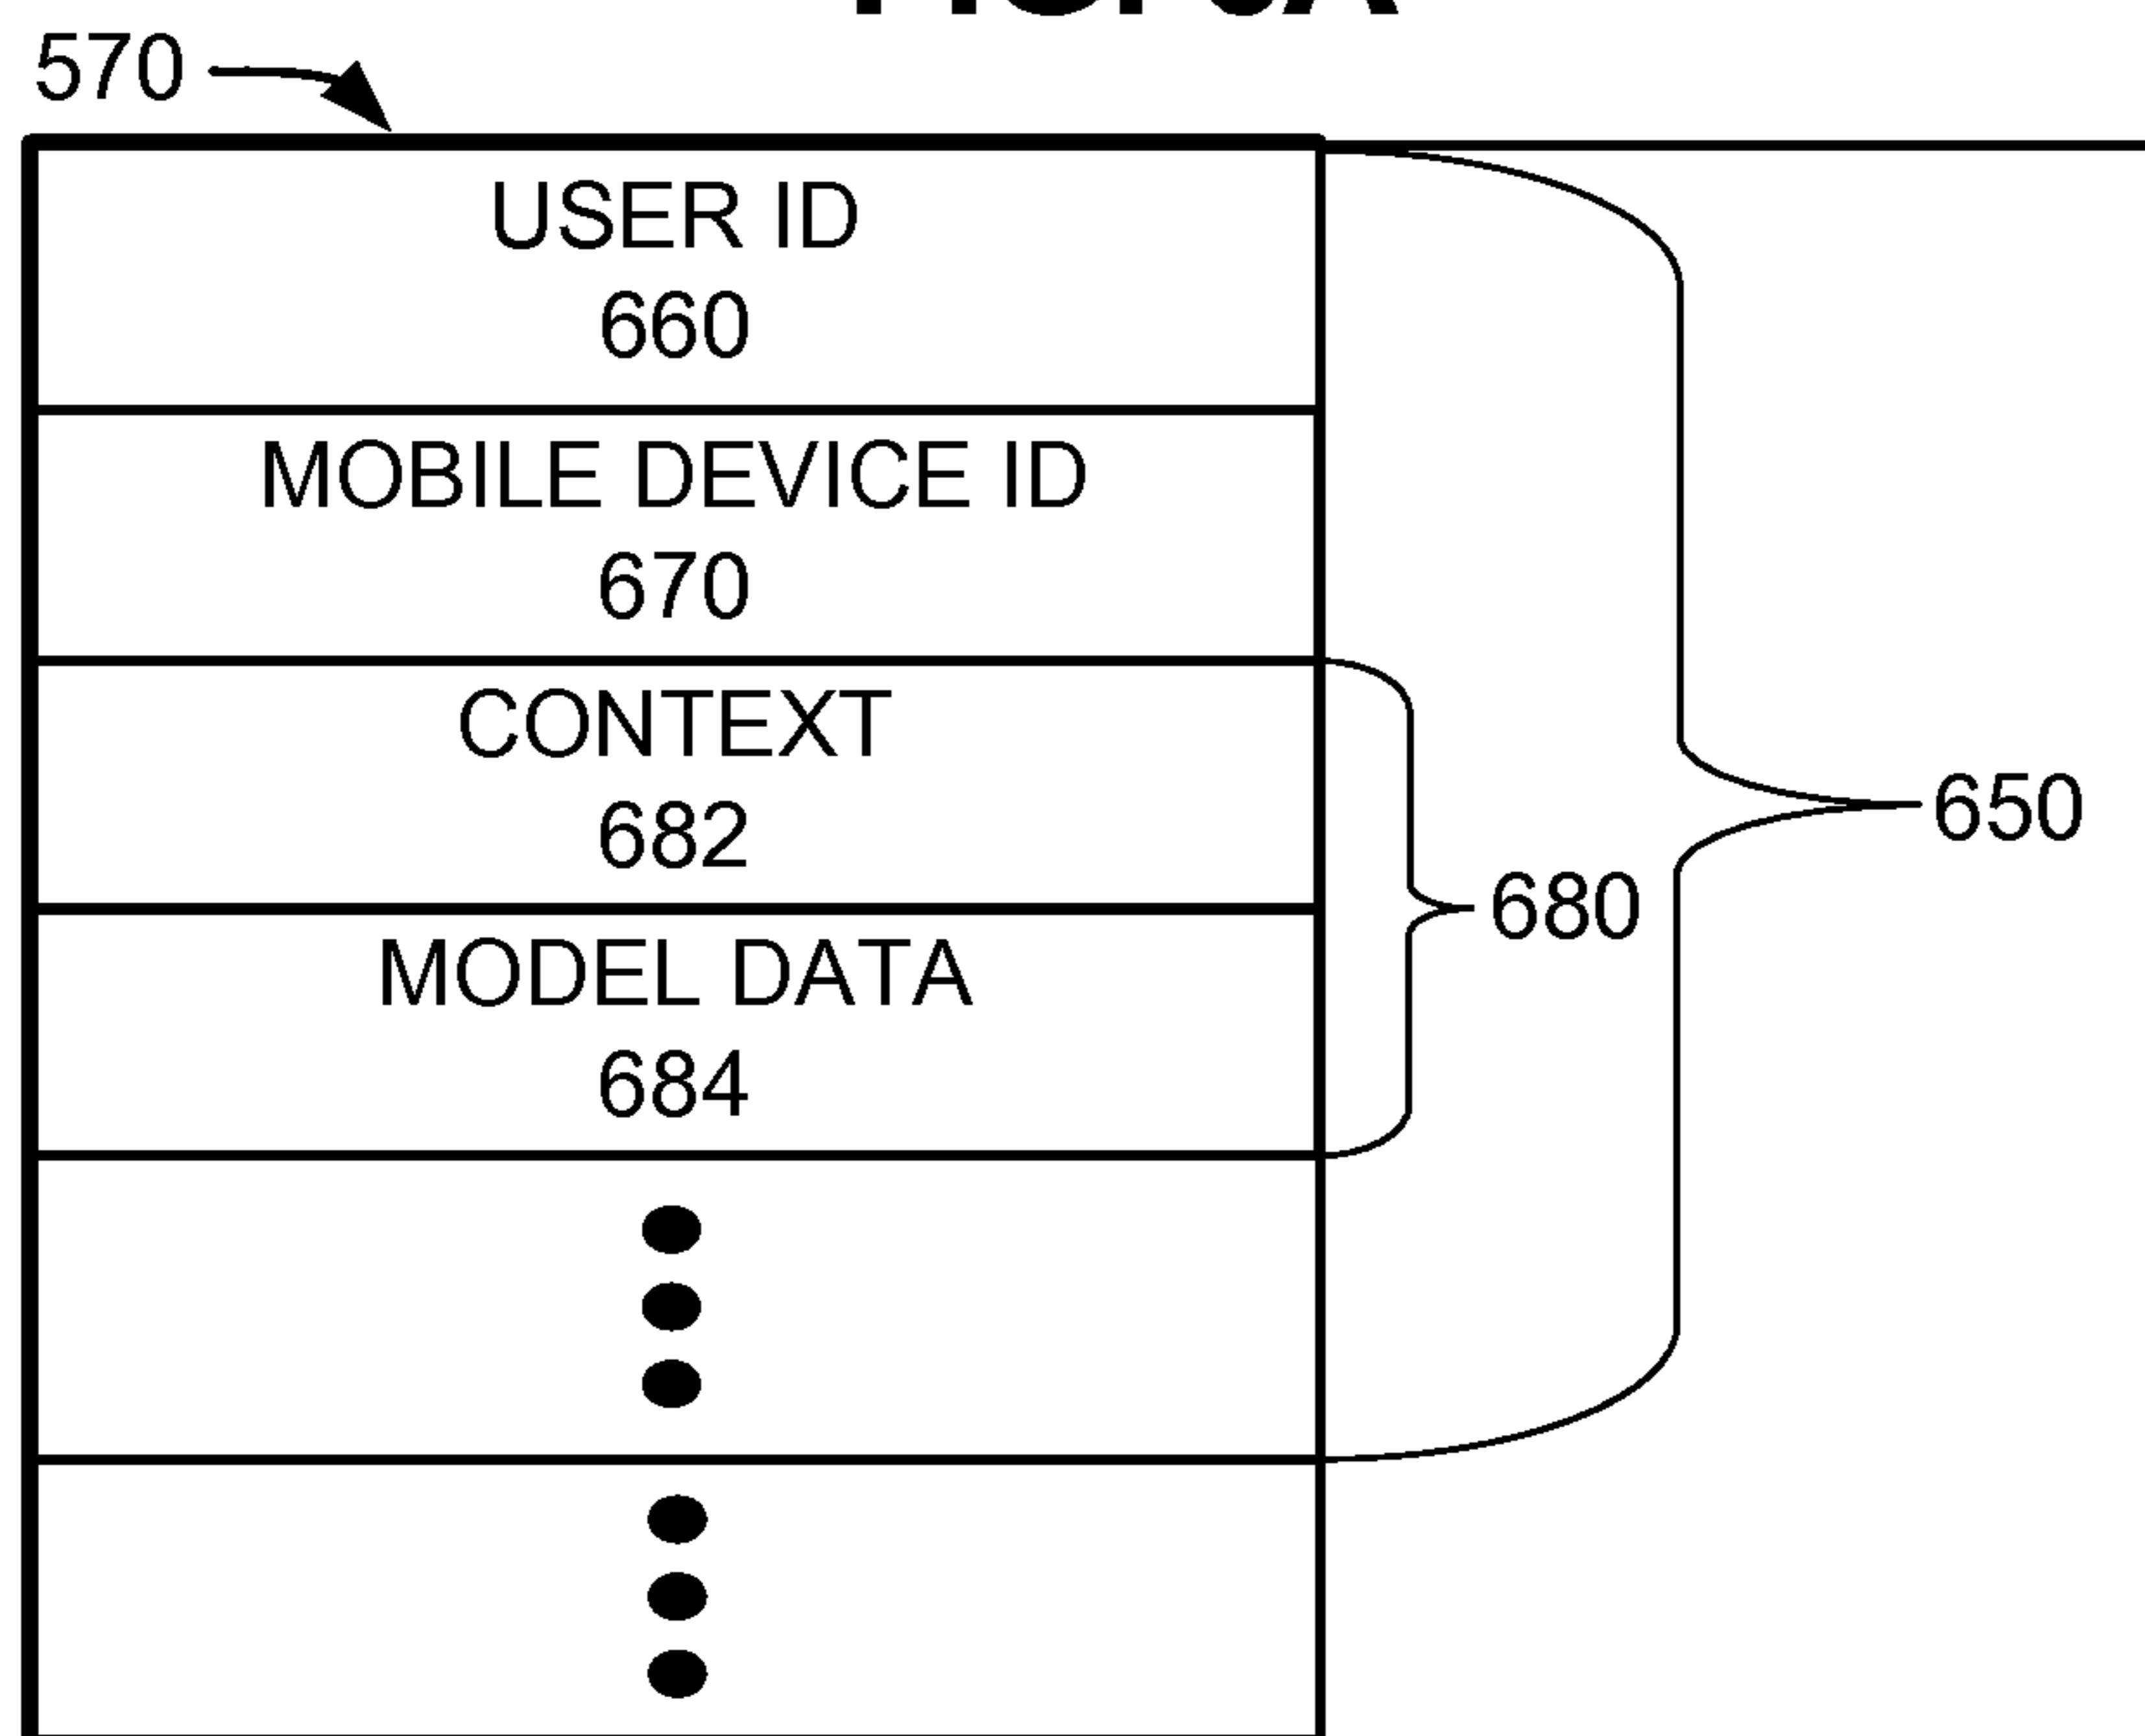 570
USER ID
660
MOBILE DEVICE ID
670
CONTEXT
682
650
680
MODEL DATA
684